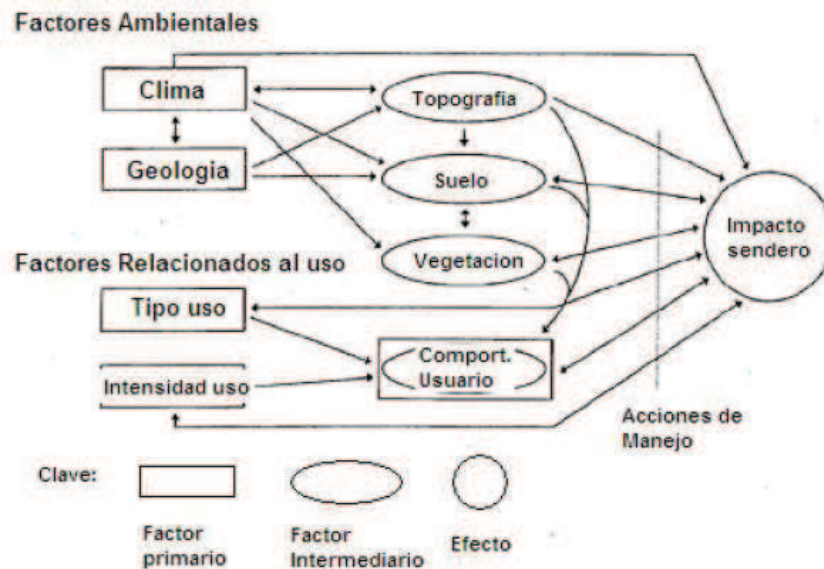 Factores Ambientales
Clima
Topografia
Geologia
Suelo
Impacto
sendero
Factores Relacionados al uso
Vegetacion
Tipo uso
Comport.
Usuario
Intensidad uso
Acciones de
Manejo
Clave:
Factor
primario
Factor
Intermediario
Efecto